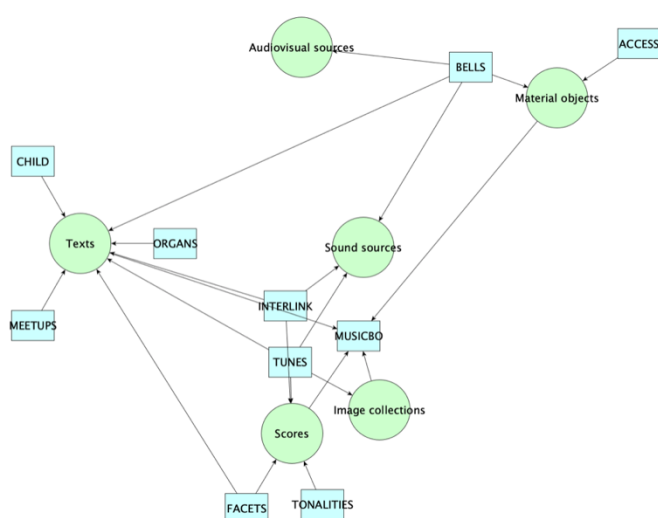 Audiovisual sources
ACCESS
BELLS
Material objects
CHILD
Texts
ORGANS
Sound sources
INTERLINK
MEETUPS
MUSICBO
TUNES
Image collections
Scores
FACETS
TONALITIES